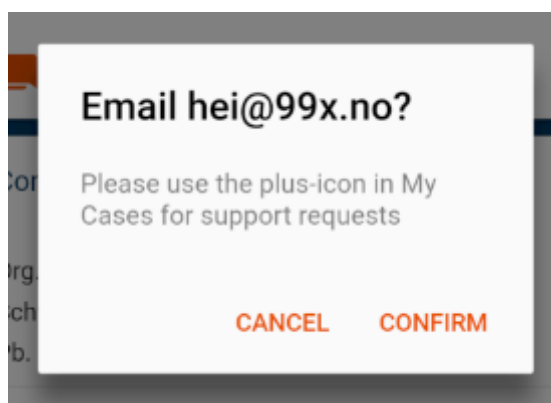 Email hei@99x.no?
Please use the plus-icon in My
Cases for support requests
CANCEL CONFIRM